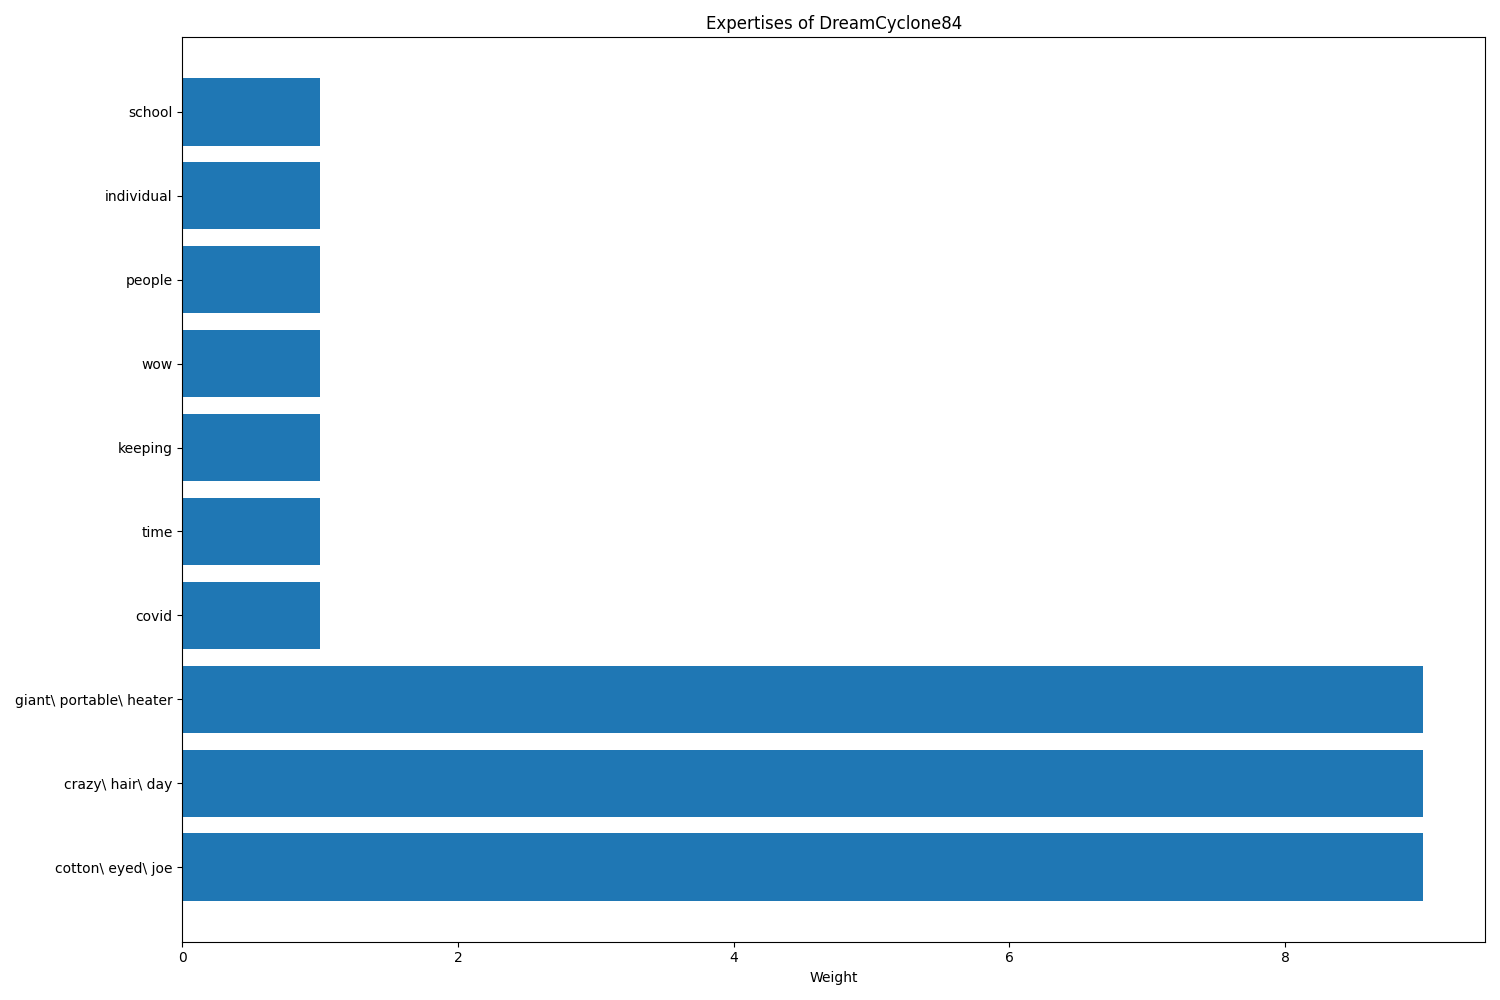 Expertises of DreamCyclone84
school
individual
people
wow
keeping
time
covid
giant\ portable\ heater
crazy\ hair\ day
cotton\ eyed\ joe
0 2 4 6 8
Weight